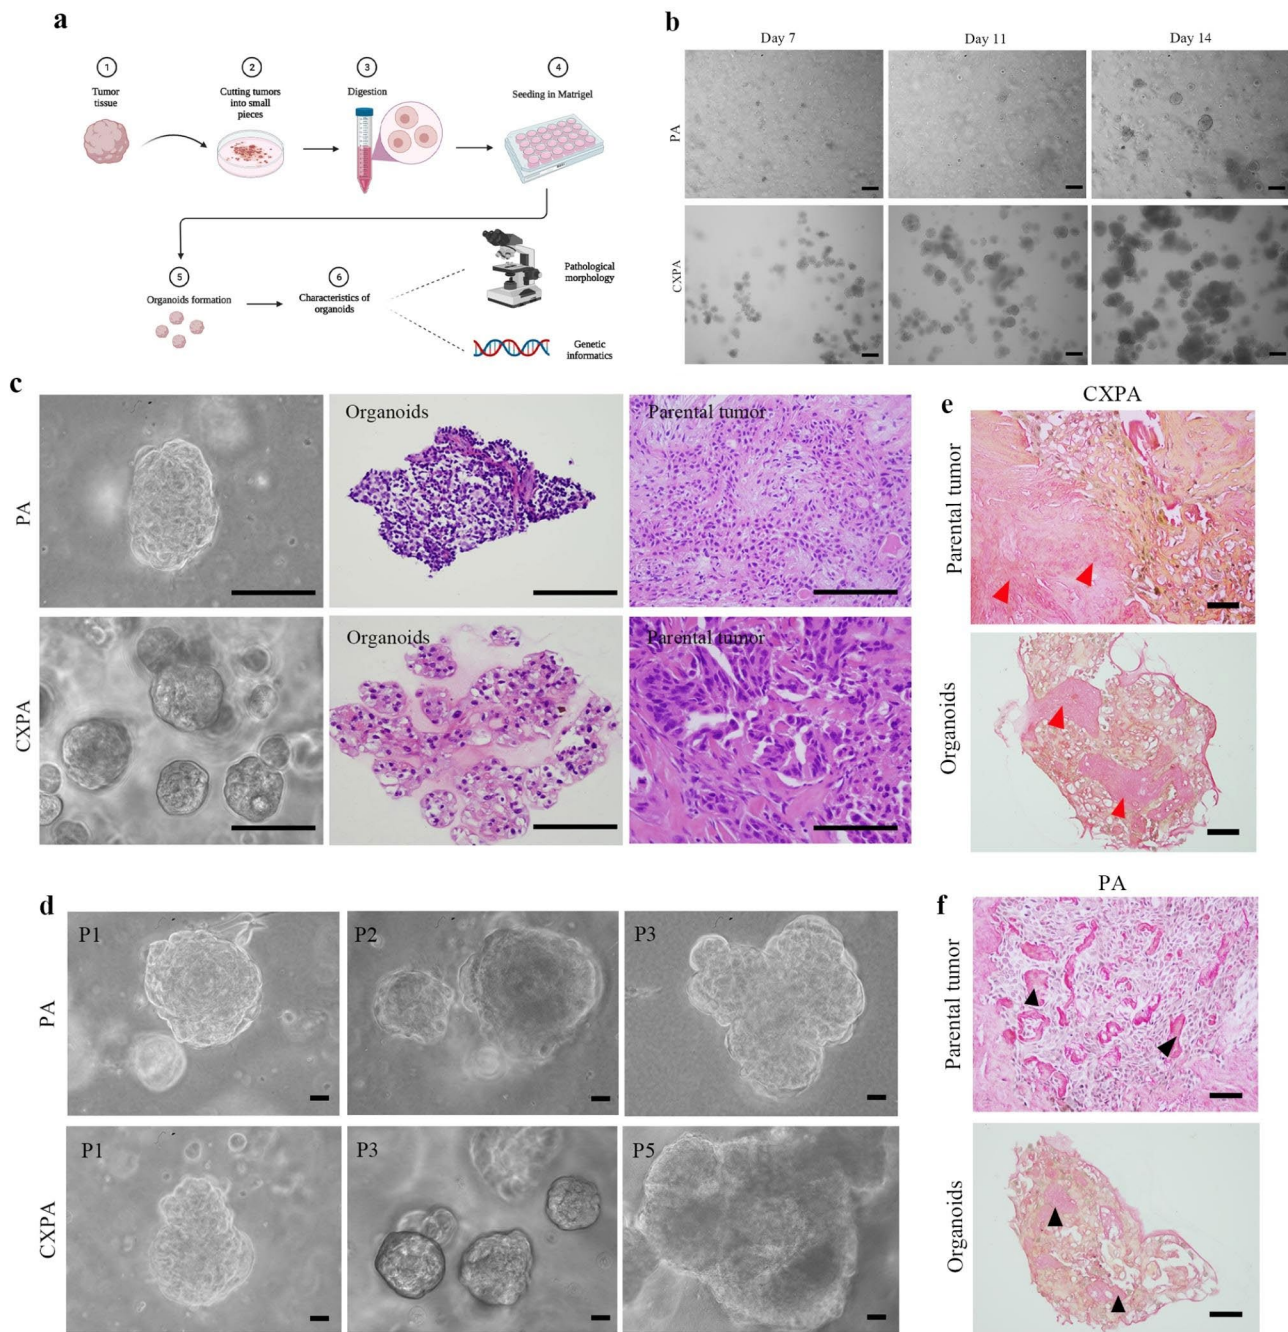 a
1
Tumor
tissue
2
Cutting tumors
into small
pieces
3
Digestion
4
Seeding in Matrigel
5
Organoids formation
6
Characteristics of
organoids
Pathological
morphology
Genetic
informatics
b
Day 7
Day 11
Day 14
PA
CXPA
c
PA
Organoids
Parental tumor
CXPA
Organoids
Parental tumor
d
PA
P1
P2
P3
CXPA
P1
P3
P5
e
CXPA
Parental tumor
Organoids
f
PA
Parental tumor
Organoids